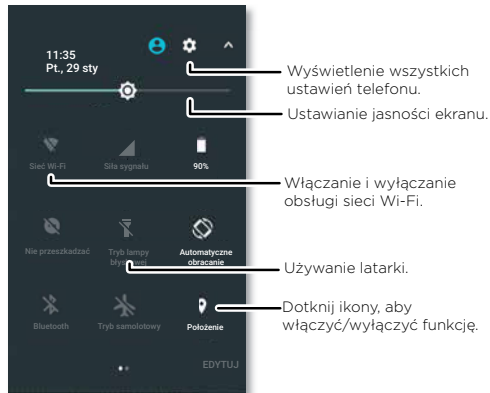 11:35
Pt., 29 sty
Wyświetlenie wszystkich
ustawień telefonu.
Ustawianie jasności ekranu.
Sieć Wi-Fi
Siła sygnału
90%
Włączanie i wyłączanie
obsługi sieci Wi-Fi.
Nie przeszkadzać
Tryb lampy
błyskowej
Automatyczne
obracanie
Używanie latarki.
Dotknij ikony, aby
włączyć/wyłączyć funkcję.
Bluetooth
Tryb samolotowy
Położenie
EDYTUJ